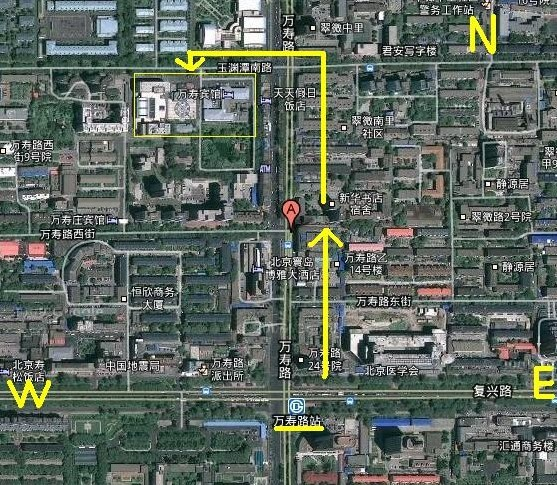 万寿路
翠微中里
警务工作站
N
君安写字楼
玉渊潭南路
万寿宾馆
天天假日
饭店
万寿路西
街9号院
翠微南里
社区
ATM
静源居
新华书店
宿舍
A
万寿庄宾馆
万寿路西街
翠微路2号院
北京寰岛
博雅大酒店
万寿路乙
14号楼
静源居
恒欣商务
大厦
万寿路东街
万寿路
北京寿
松饭店
中国地震局
万寿路
派出所
万寿路
24号院
北京医学会
W
E
复兴路
万寿路站
汇通商务楼